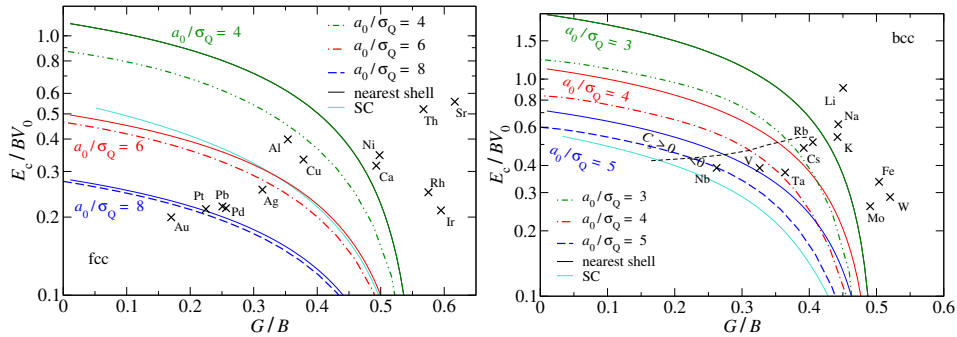 1.0
0.8
0.6
0.5
0.4
0.3
0.2
0.1
E_c / BV_0
0
0.1
0.2
0.3
0.4
0.5
0.6
G / B
a_0/σ_Q = 4
a_0/σ_Q = 6
a_0/σ_Q = 8
a_0/σ_Q = 4
a_0/σ_Q = 6
a_0/σ_Q = 8
nearest shell
SC
Th
Sr
Al
Ni
Cu
Ca
Rh
Ir
Ag
Pt
Pb
Pd
Au
fcc
1.5
1.0
0.8
0.6
0.5
0.4
0.3
0.2
0.1
E_c / BV_0
0
0.1
0.2
0.3
0.4
0.5
0.6
G / B
bcc
a_0/σ_Q = 3
a_0/σ_Q = 4
a_0/σ_Q = 5
C_s > 0
< 0
Li
Na
Rb
K
Cs
V
Nb
Ta
Fe
Mo
W
a_0/σ_Q = 3
a_0/σ_Q = 4
a_0/σ_Q = 5
nearest shell
SC